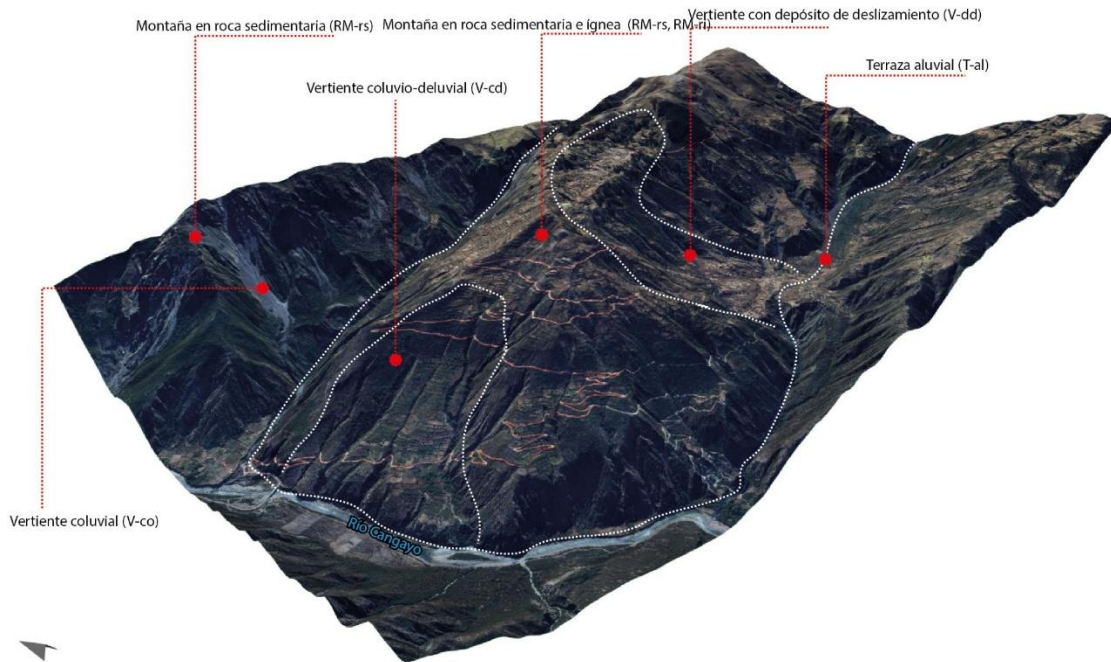 Montaña en roca sedimentaria (RM-rs)
Montaña en roca sedimentaria e ígnea (RM-rs, RM-ri)
Vertiente con depósito de deslizamiento (V-dd)
Terraza aluvial (T-al)
Vertiente coluvio-deluvial (V-cd)
Vertiente coluvial (V-co)
Río Cangayo